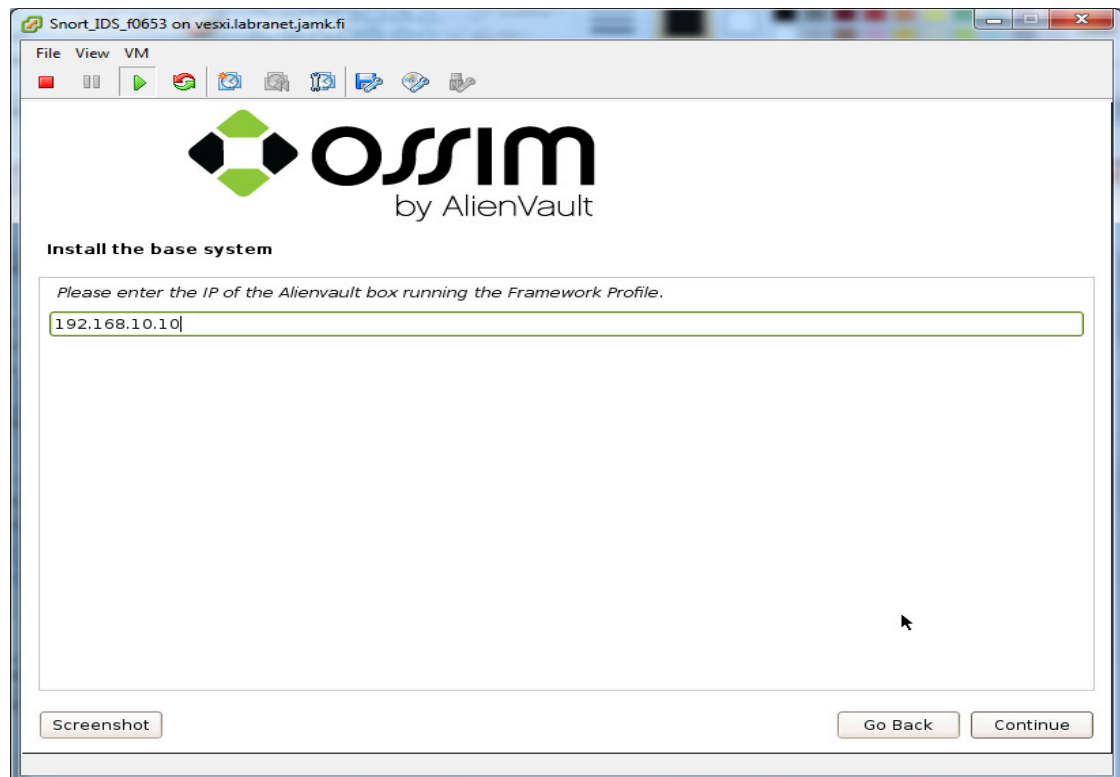 Snort_IDS_f0653 on vesxi.labranet.jamk.fi
File View VM
OSSIM
by AlienVault
Install the base system
Please enter the IP of the Alienvault box running the Framework Profile.
192.168.10.10
Screenshot
Go Back
Continue